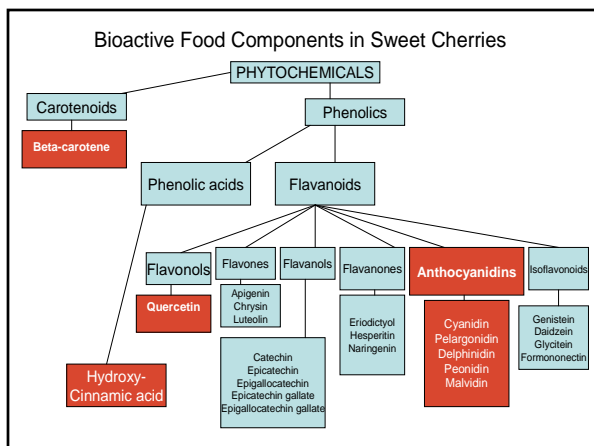 Bioactive Food Components in Sweet Cherries
PHYTOCHEMICALS
Carotenoids
Phenolics
Beta-carotene
Phenolic acids
Flavanoids
Flavonols
Flavones
Flavanols
Flavanones
Anthocyanidins
Isoflavonoids
Quercetin
Apigenin
Chrysin
Luteolin
Catechin
Epicatechin
Epigallocatechin
Epicatechin gallate
Epigallocatechin gallate
Eriodictyol
Hesperitin
Naringenin
Cyanidin
Pelargonidin
Delphinidin
Peonidin
Malvidin
Genistein
Daidzein
Glycitein
Formononectin
Hydroxy-
Cinnamic acid